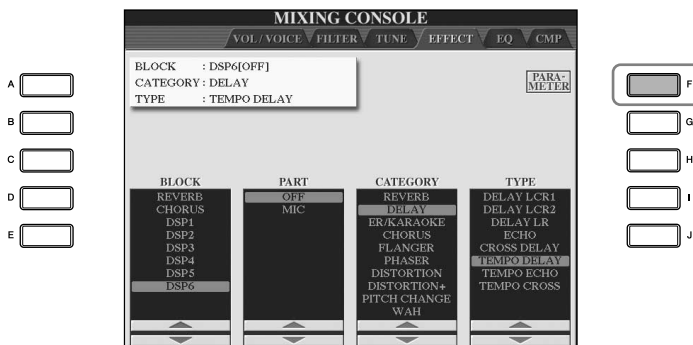 MIXING CONSOLE
VOL / VOICE FILTER TUNE EFFECT EQ CMP
BLOCK : DSP6[OFF]
CATEGORY : DELAY
TYPE : TEMPO DELAY
PARA-
METER
A
B
C
D
E
F
G
H
I
J
BLOCK
REVERB
CHORUS
DSP1
DSP2
DSP3
DSP4
DSP5
DSP6
PART
OFF
MIC
CATEGORY
REVERB
DELAY
ER/KARAOKE
CHORUS
FLANGER
PHASER
DISTORTION
DISTORTION+
PITCH CHANGE
WAH
TYPE
DELAY LCR1
DELAY LCR2
DELAY LR
ECHO
CROSS DELAY
TEMPO DELAY
TEMPO ECHO
TEMPO CROSS